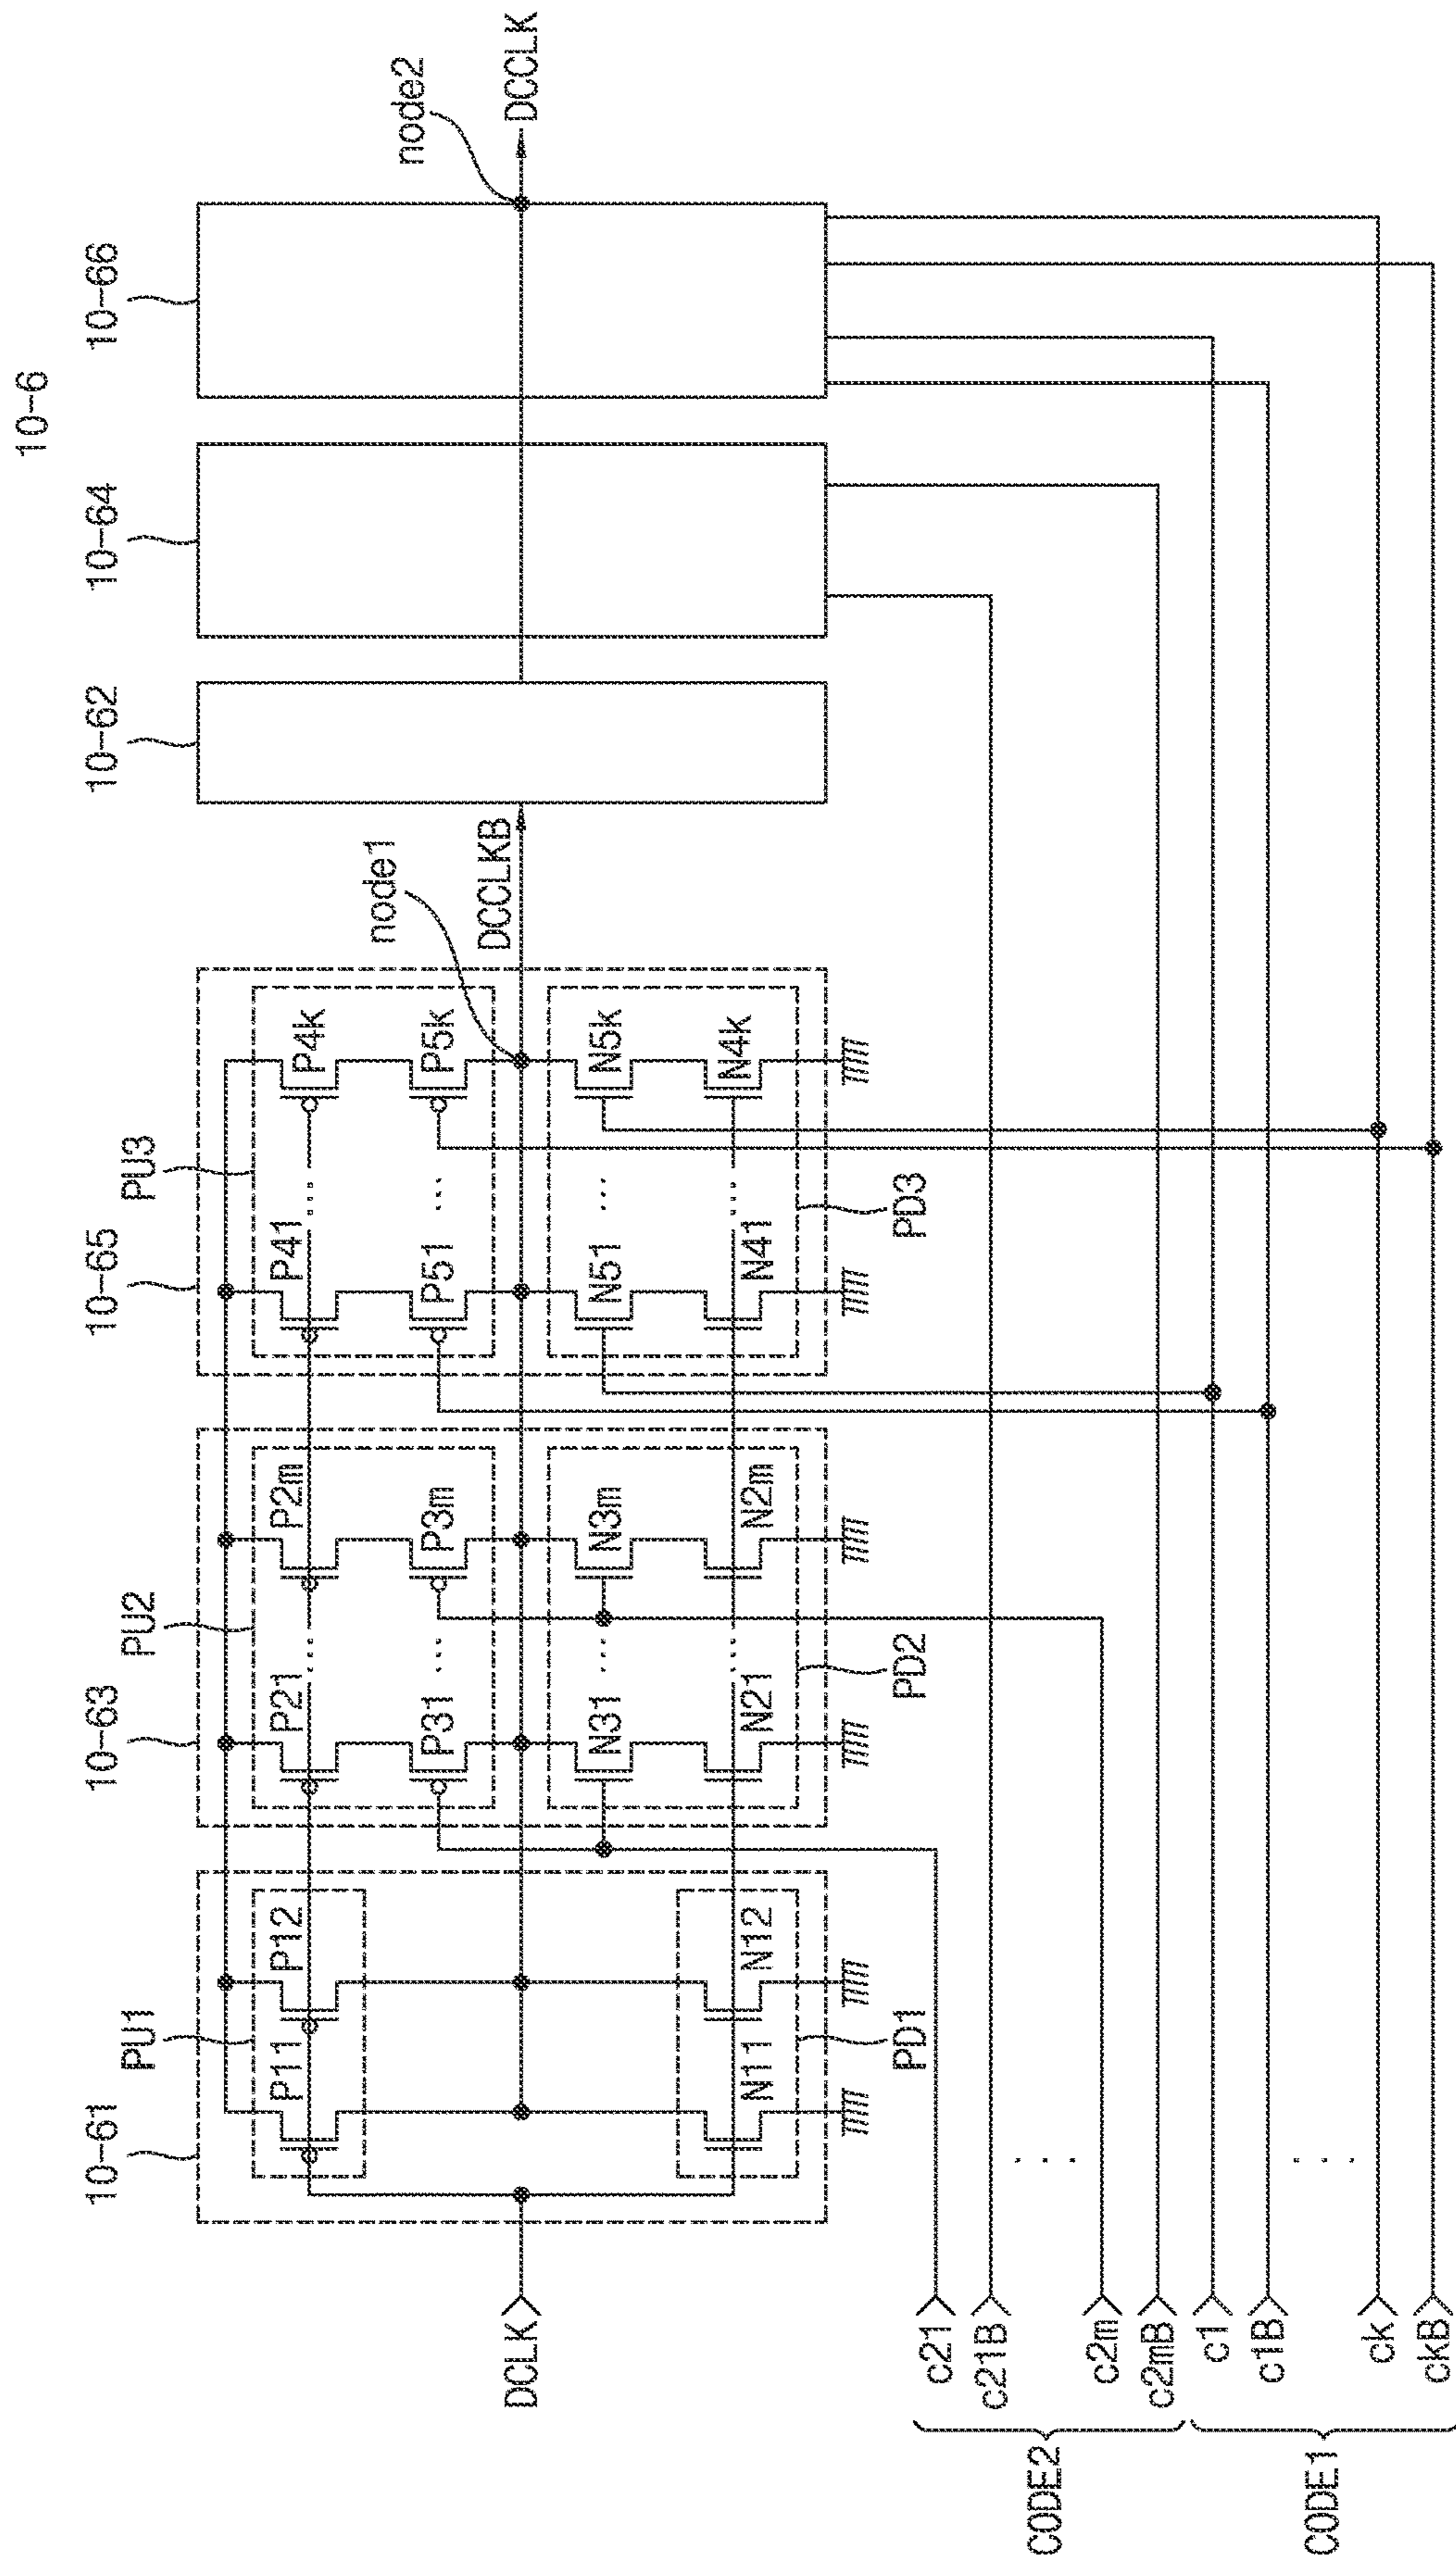 10-6
10-61
10-63
10-65
10-62
10-64
10-66
PU1
PU2
PU3
P11
P12
P21
P2m
P41
P4k
P31
P3m
P51
P5k
node1
node2
DCLK
DCCLKB
DCCLK
N31
N3m
N51
N5k
N11
N12
N21
N2m
N41
N4k
PD1
PD2
PD3
CODE2
c21
c21B
c2m
c2mB
CODE1
c1
c1B
ck
ckB